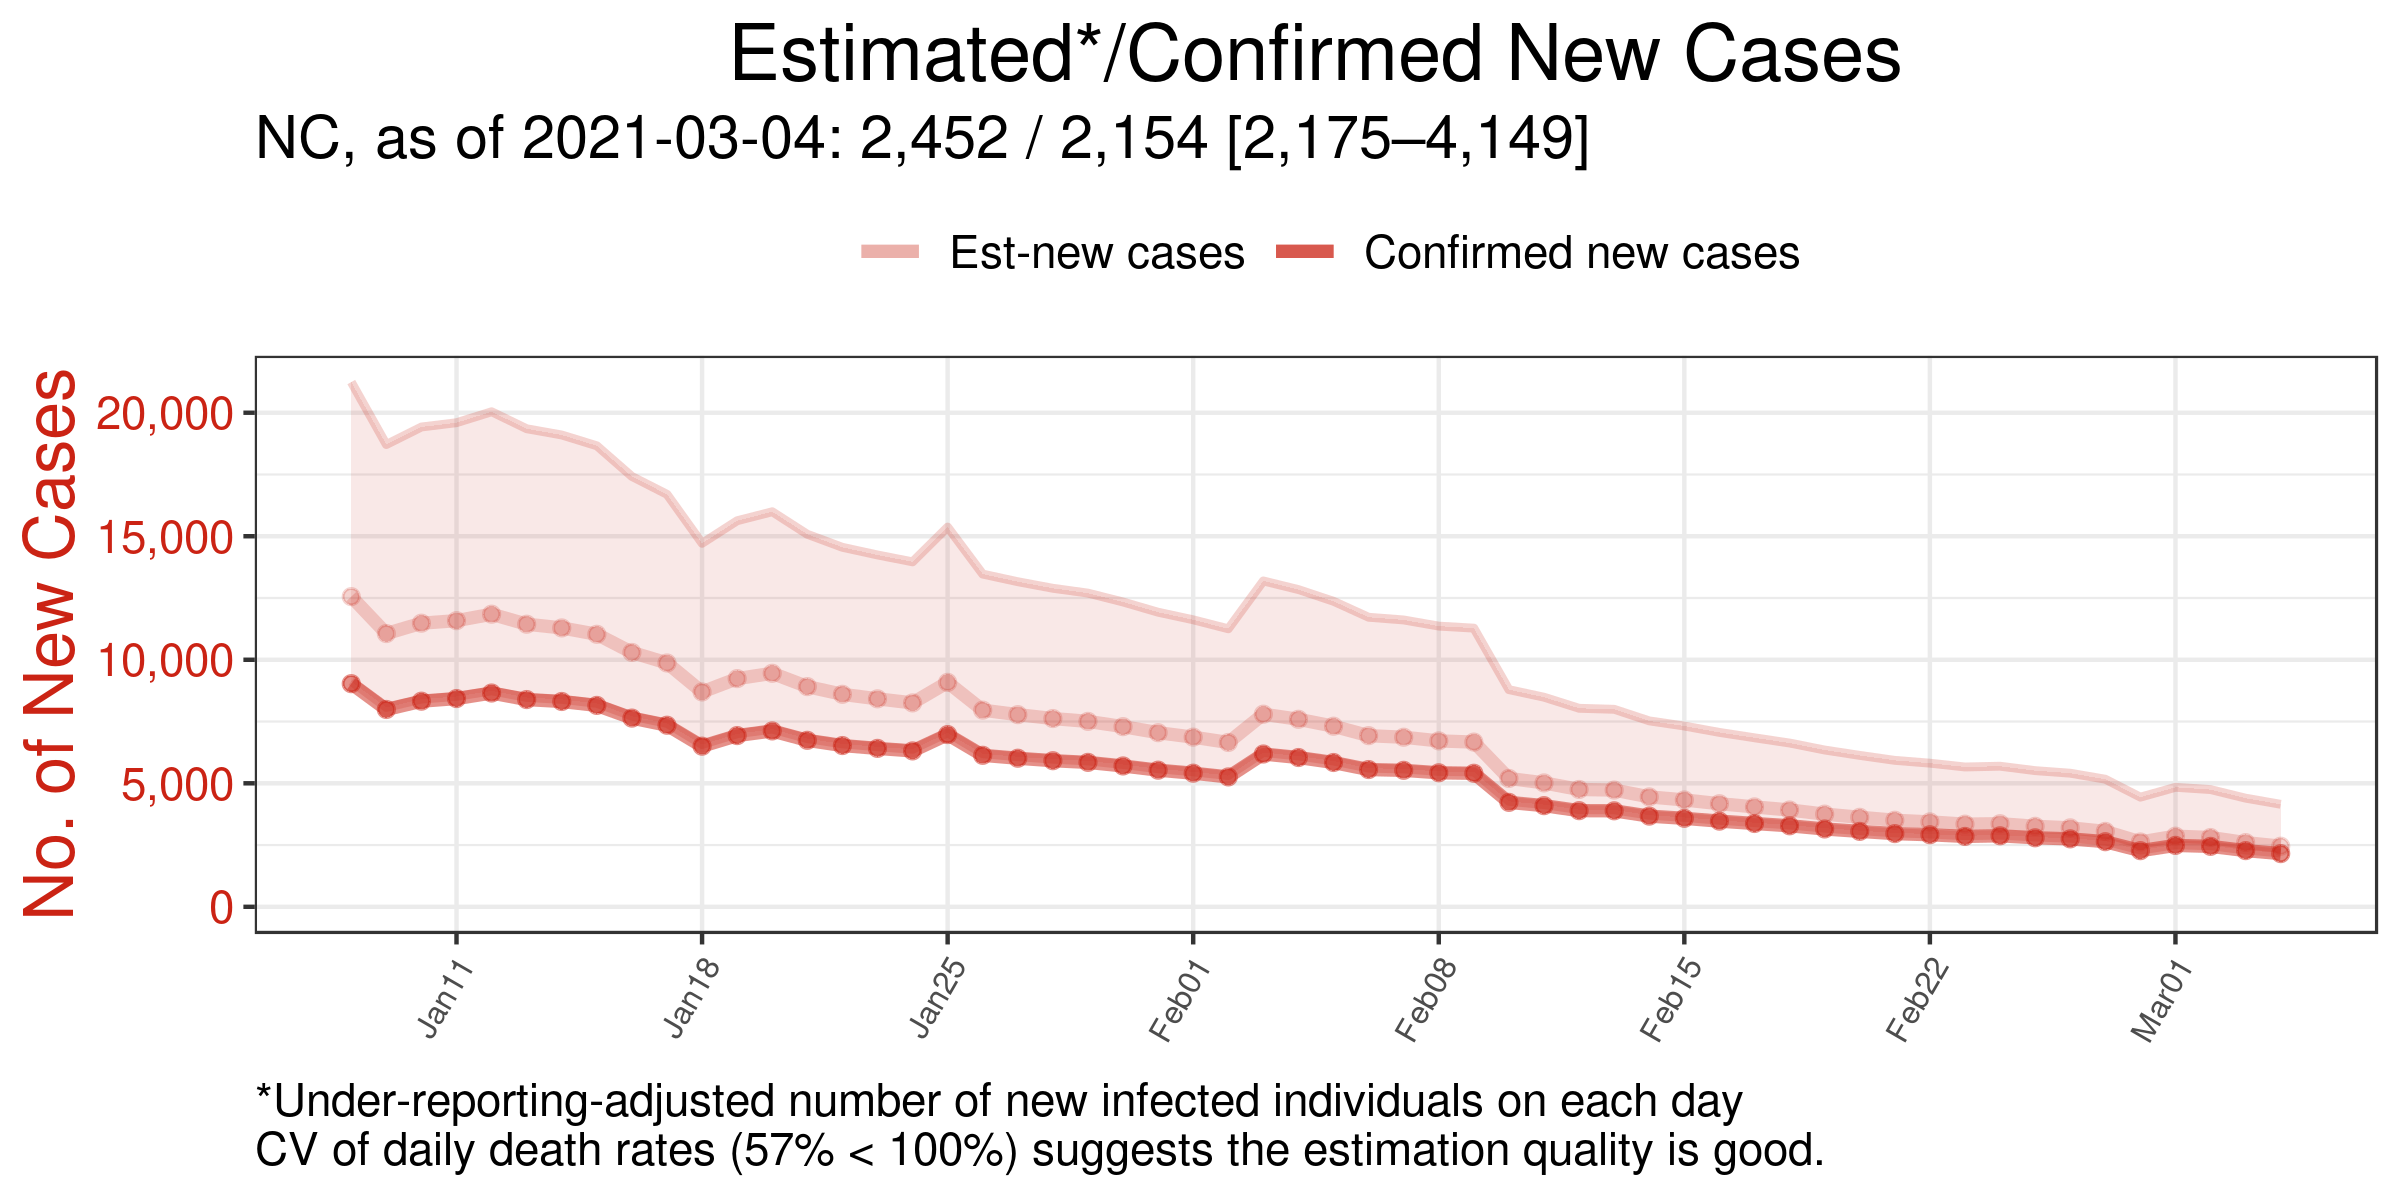 Estimated*/Confirmed New Cases
NC, as of 2021-03-04: 2,452 / 2,154 [2,175–4,149]
Est-new cases
Confirmed new cases
No. of New Cases
20,000
15,000
10,000
5,000
0
Jan11
Jan18
Jan25
Feb01
Feb08
Feb15
Feb22
Mar01
*Under-reporting-adjusted number of new infected individuals on each day
CV of daily death rates (57% < 100%) suggests the estimation quality is good.